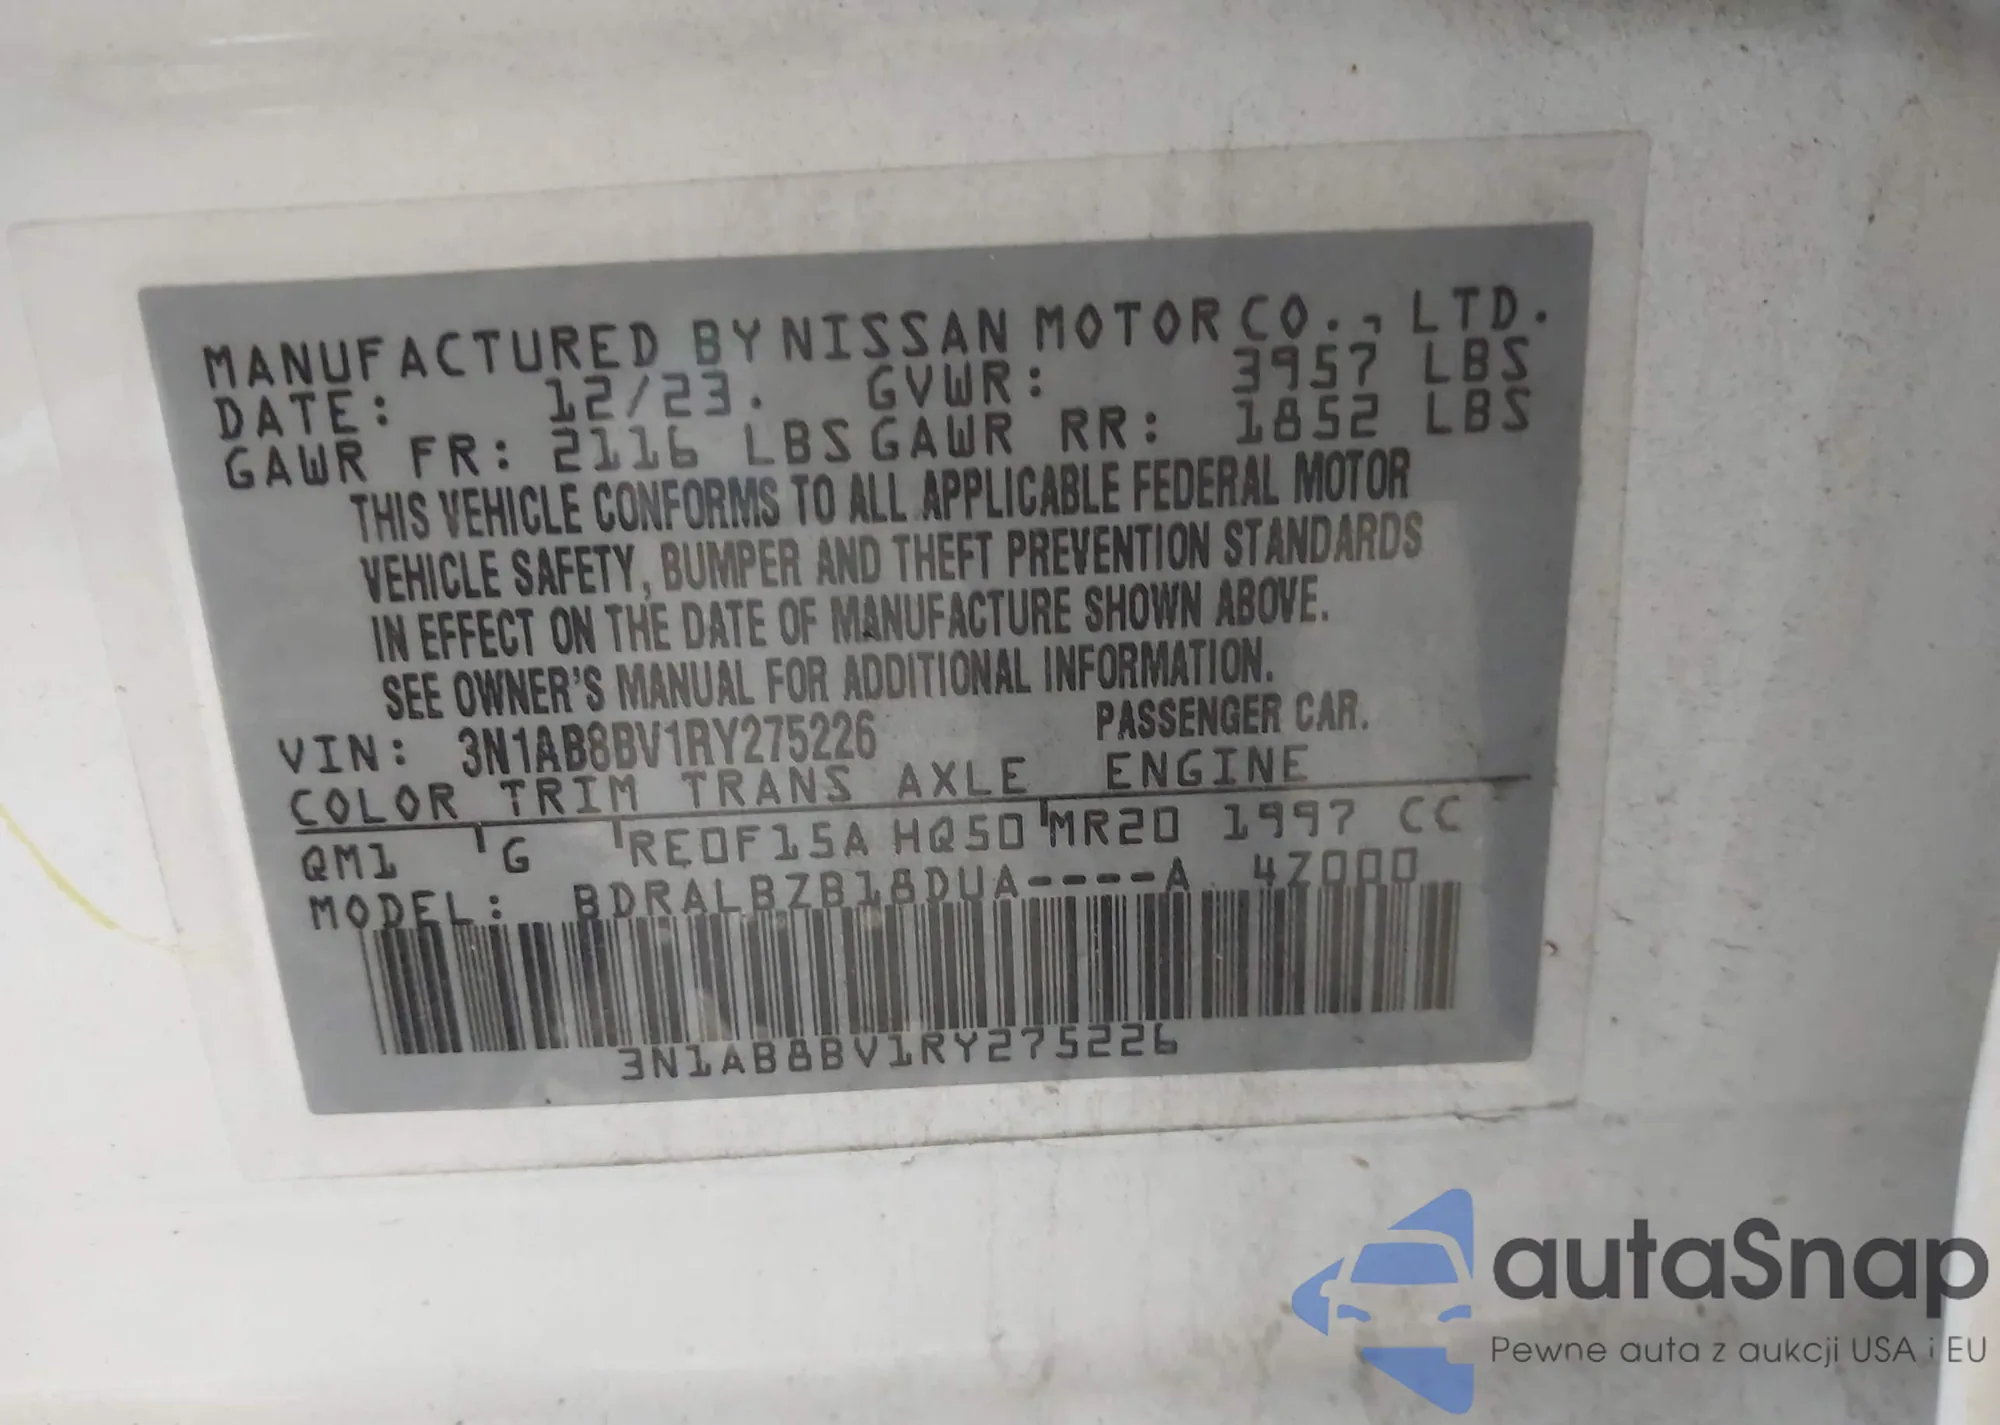 MANUFACTURED BY NISSAN MOTOR CO., LTD.
DATE: 12/23. GVWR: 3957 LBS
GAWR FR: 2116 LBS GAWR RR: 1852 LBS
THIS VEHICLE CONFORMS TO ALL APPLICABLE FEDERAL MOTOR
VEHICLE SAFETY, BUMPER AND THEFT PREVENTION STANDARDS
IN EFFECT ON THE DATE OF MANUFACTURE SHOWN ABOVE.
SEE OWNER'S MANUAL FOR ADDITIONAL INFORMATION.
VIN: 3N1AB8BV1RY275226 PASSENGER CAR.
COLOR TRIM TRANS AXLE ENGINE
QM1 G RE0F15A HQ50 MR20 1997 CC
MODEL: BDRALBZB18DUA----A 4Z000
3N1AB8BV1RY275226
autaSnap
Pewne auta z aukcji USA i EU